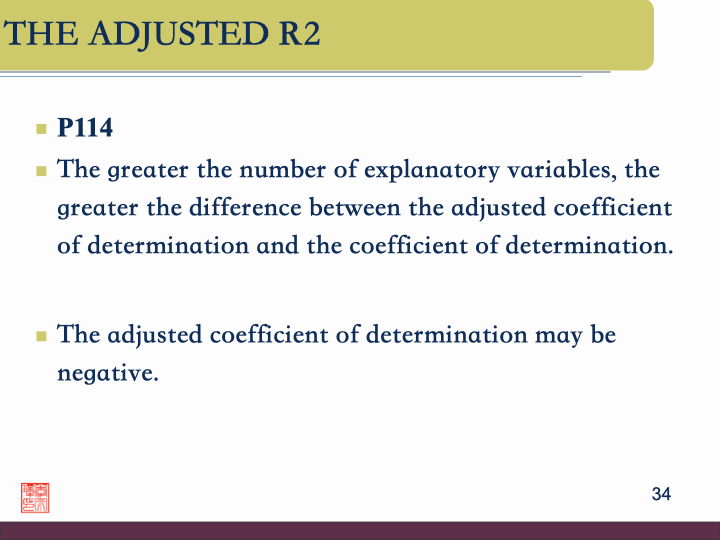 THE ADJUSTED R2
P114
The greater the number of explanatory variables, the
greater the difference between the adjusted coefficient
of determination and the coefficient of determination.
The adjusted coefficient of determination may be
negative.
34